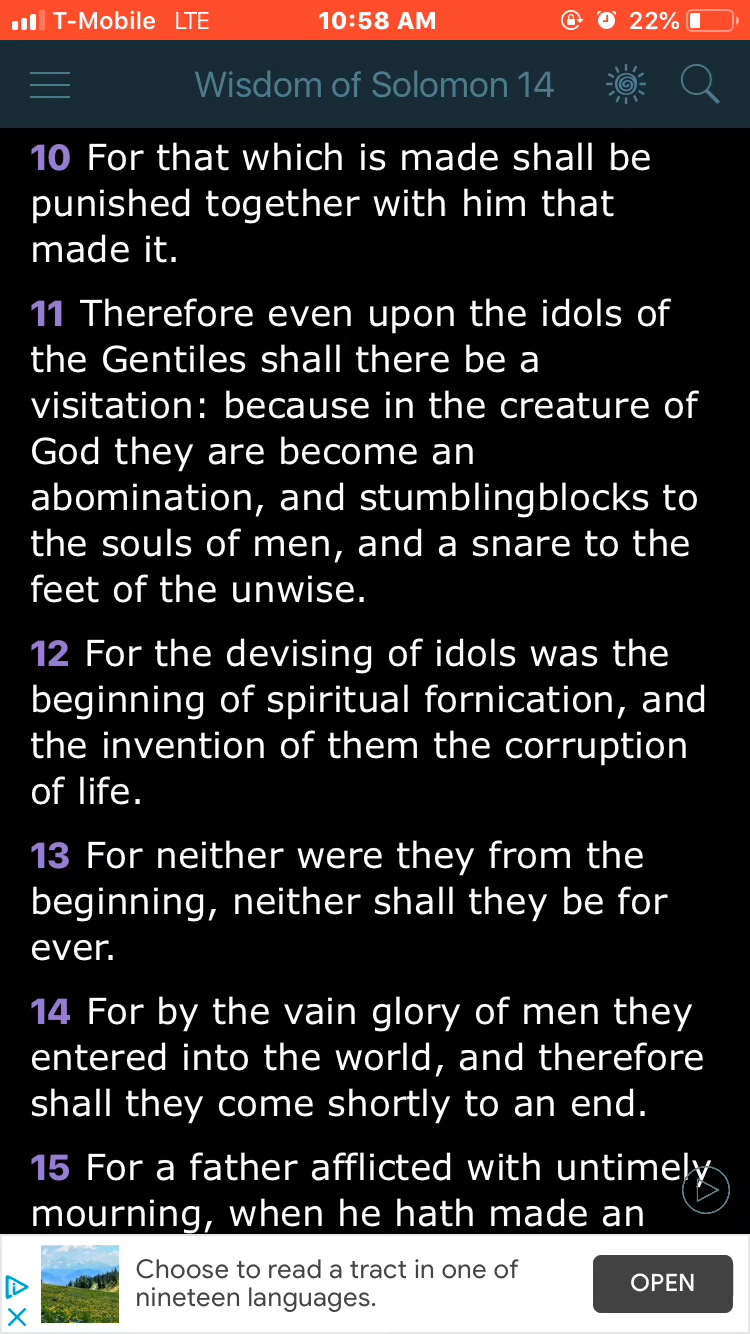 T-Mobile LTE 10:58 AM 22%
Wisdom of Solomon 14
10 For that which is made shall be
punished together with him that
made it.
11 Therefore even upon the idols of
the Gentiles shall there be a
visitation: because in the creature of
God they are become an
abomination, and stumblingblocks to
the souls of men, and a snare to the
feet of the unwise.
12 For the devising of idols was the
beginning of spiritual fornication, and
the invention of them the corruption
of life.
13 For neither were they from the
beginning, neither shall they be for
ever.
14 For by the vain glory of men they
entered into the world, and therefore
shall they come shortly to an end.
15 For a father afflicted with untimely
mourning, when he hath made an
Choose to read a tract in one of
nineteen languages.
OPEN